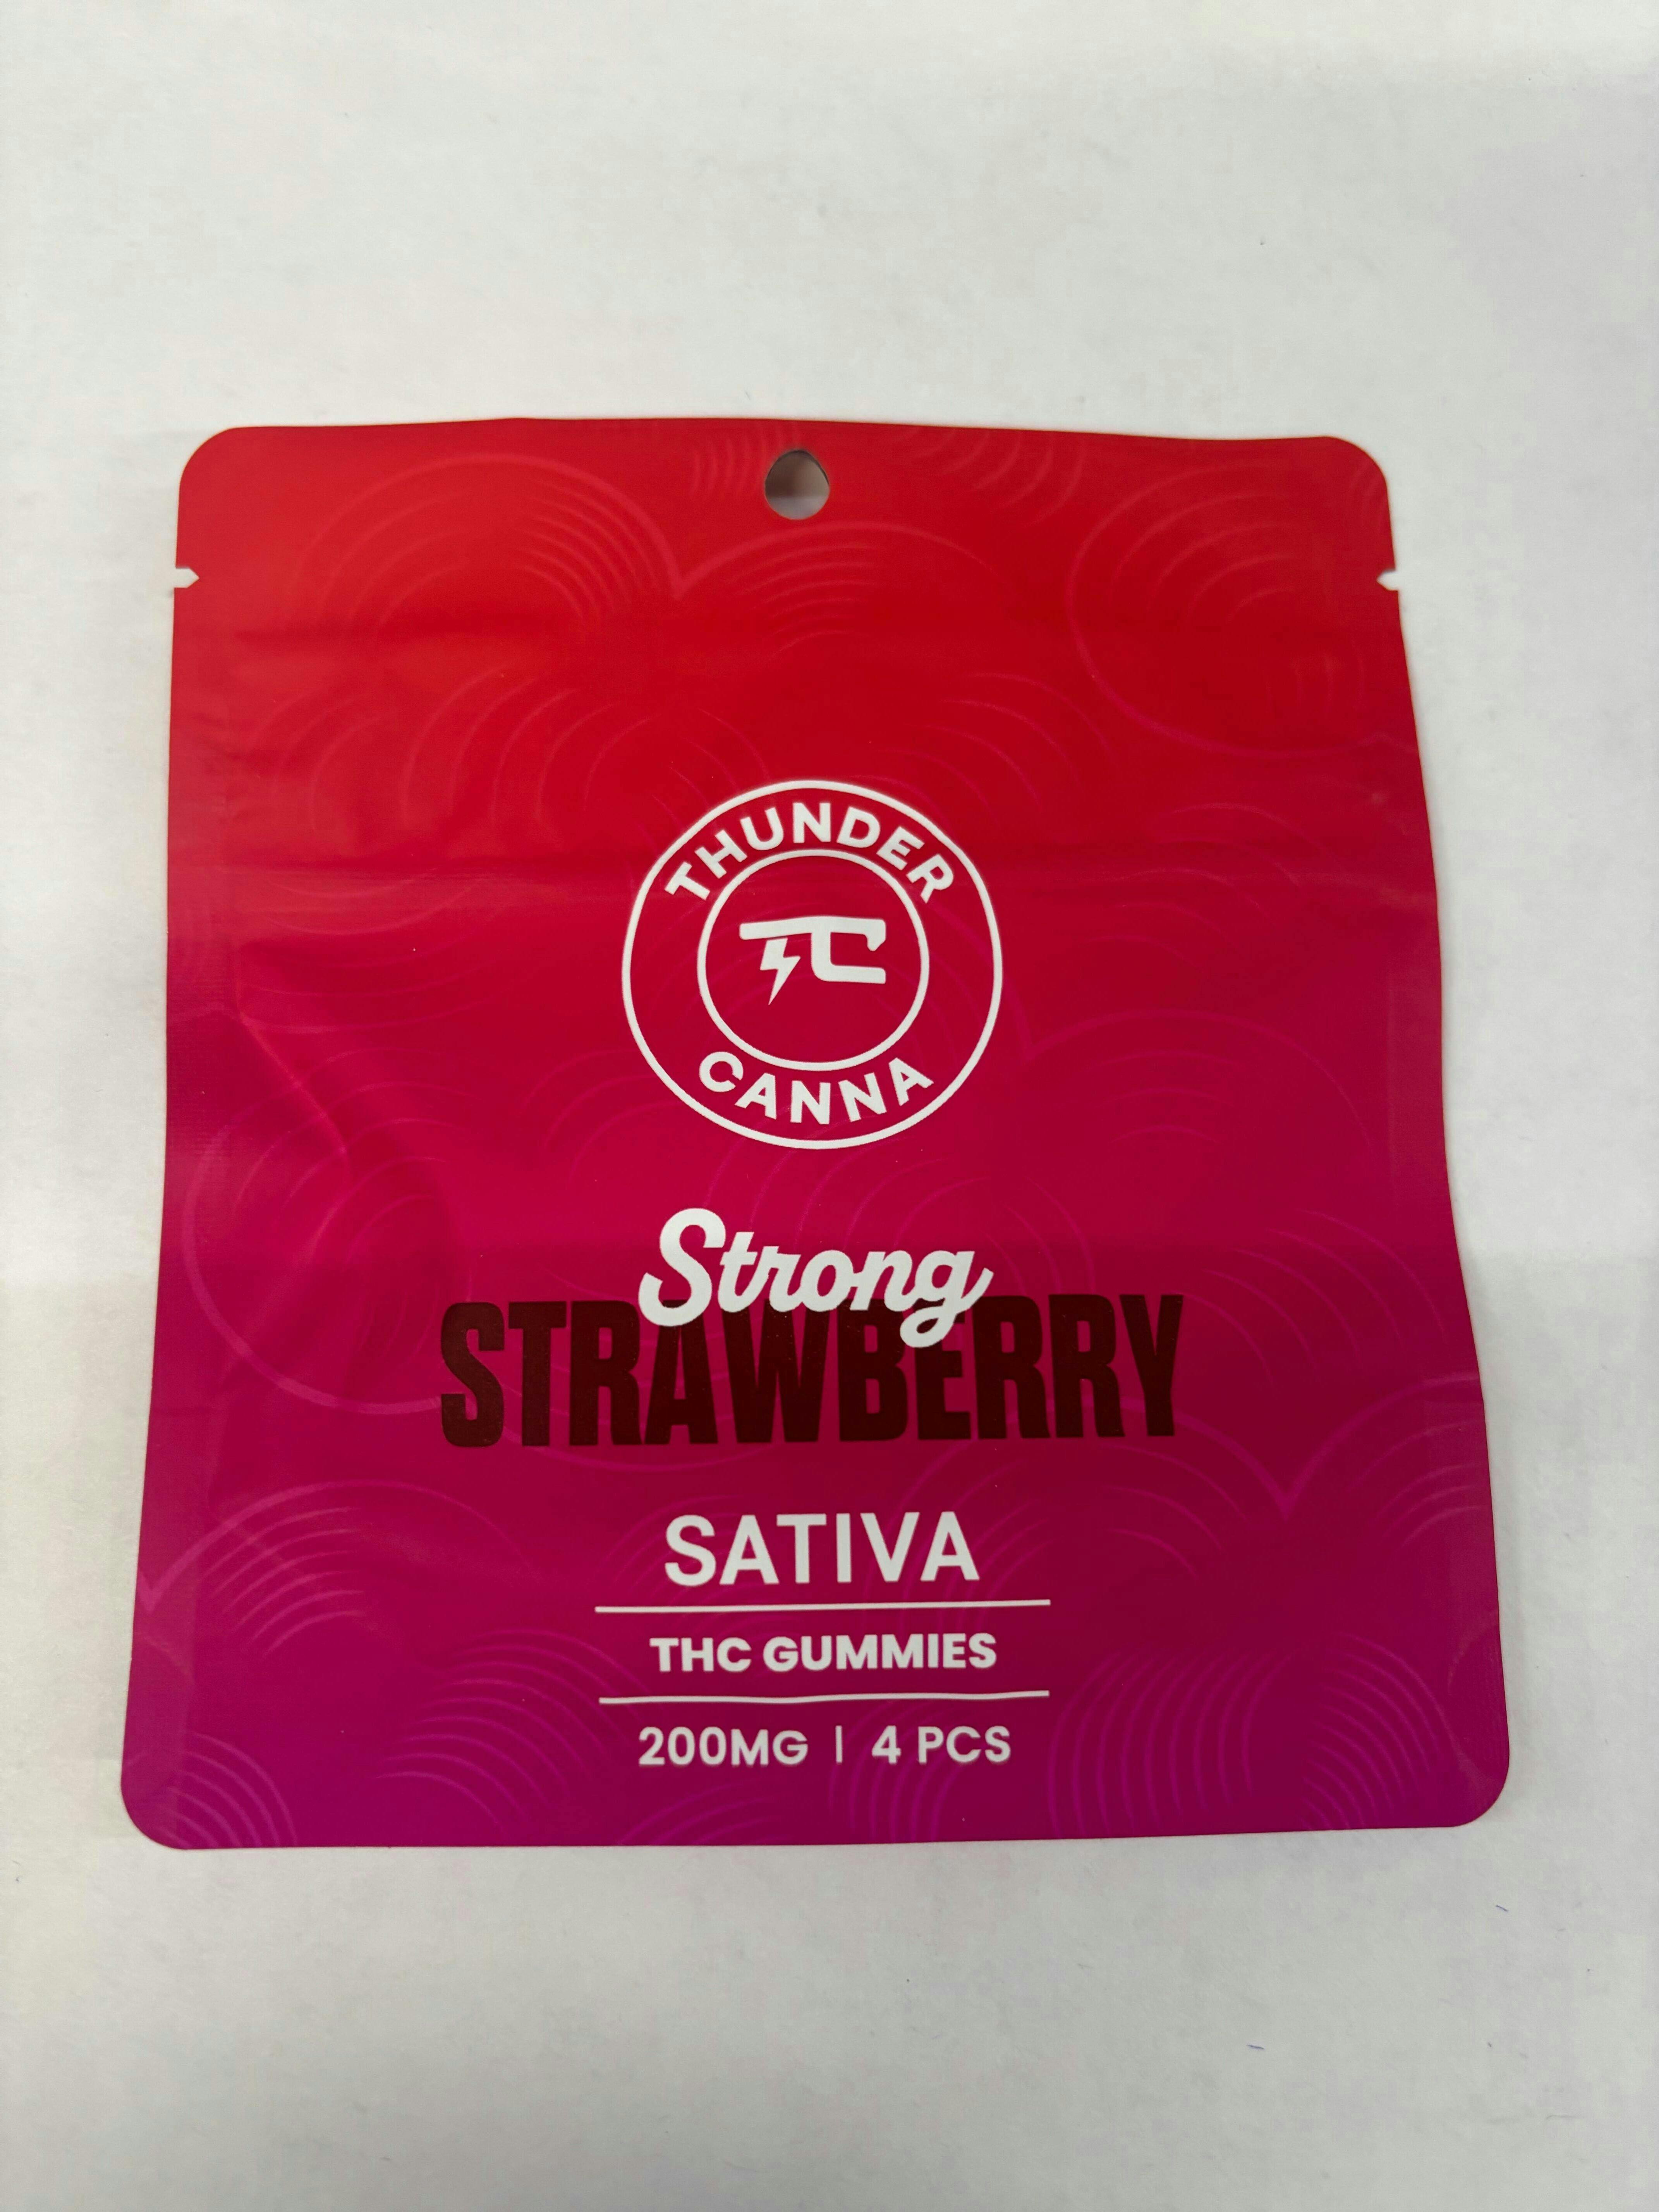 THUNDER
TC
CANNA
Strong
STRAWBERRY
SATIVA
THC GUMMIES
200MG | 4 PCS